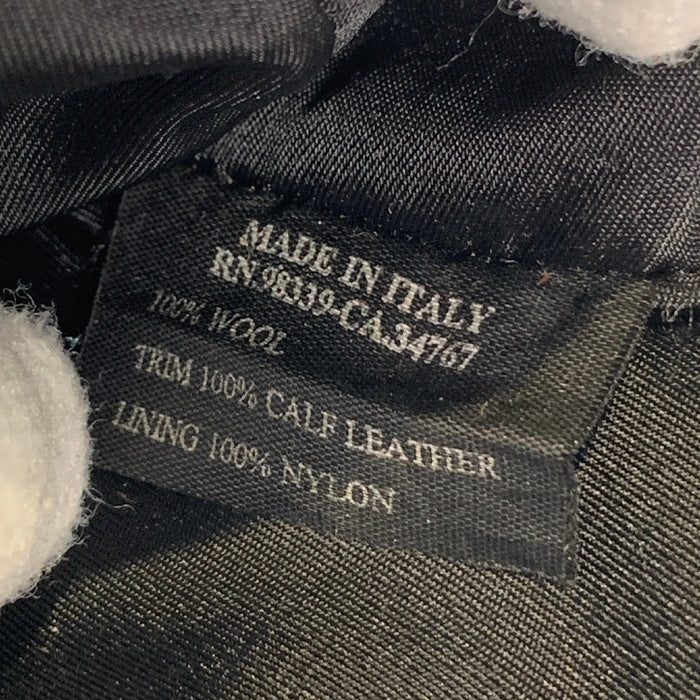 MADE IN ITALY
RN.98339-CA.34767
100% WOOL
TRIM 100% CALF LEATHER
LINING 100% NYLON